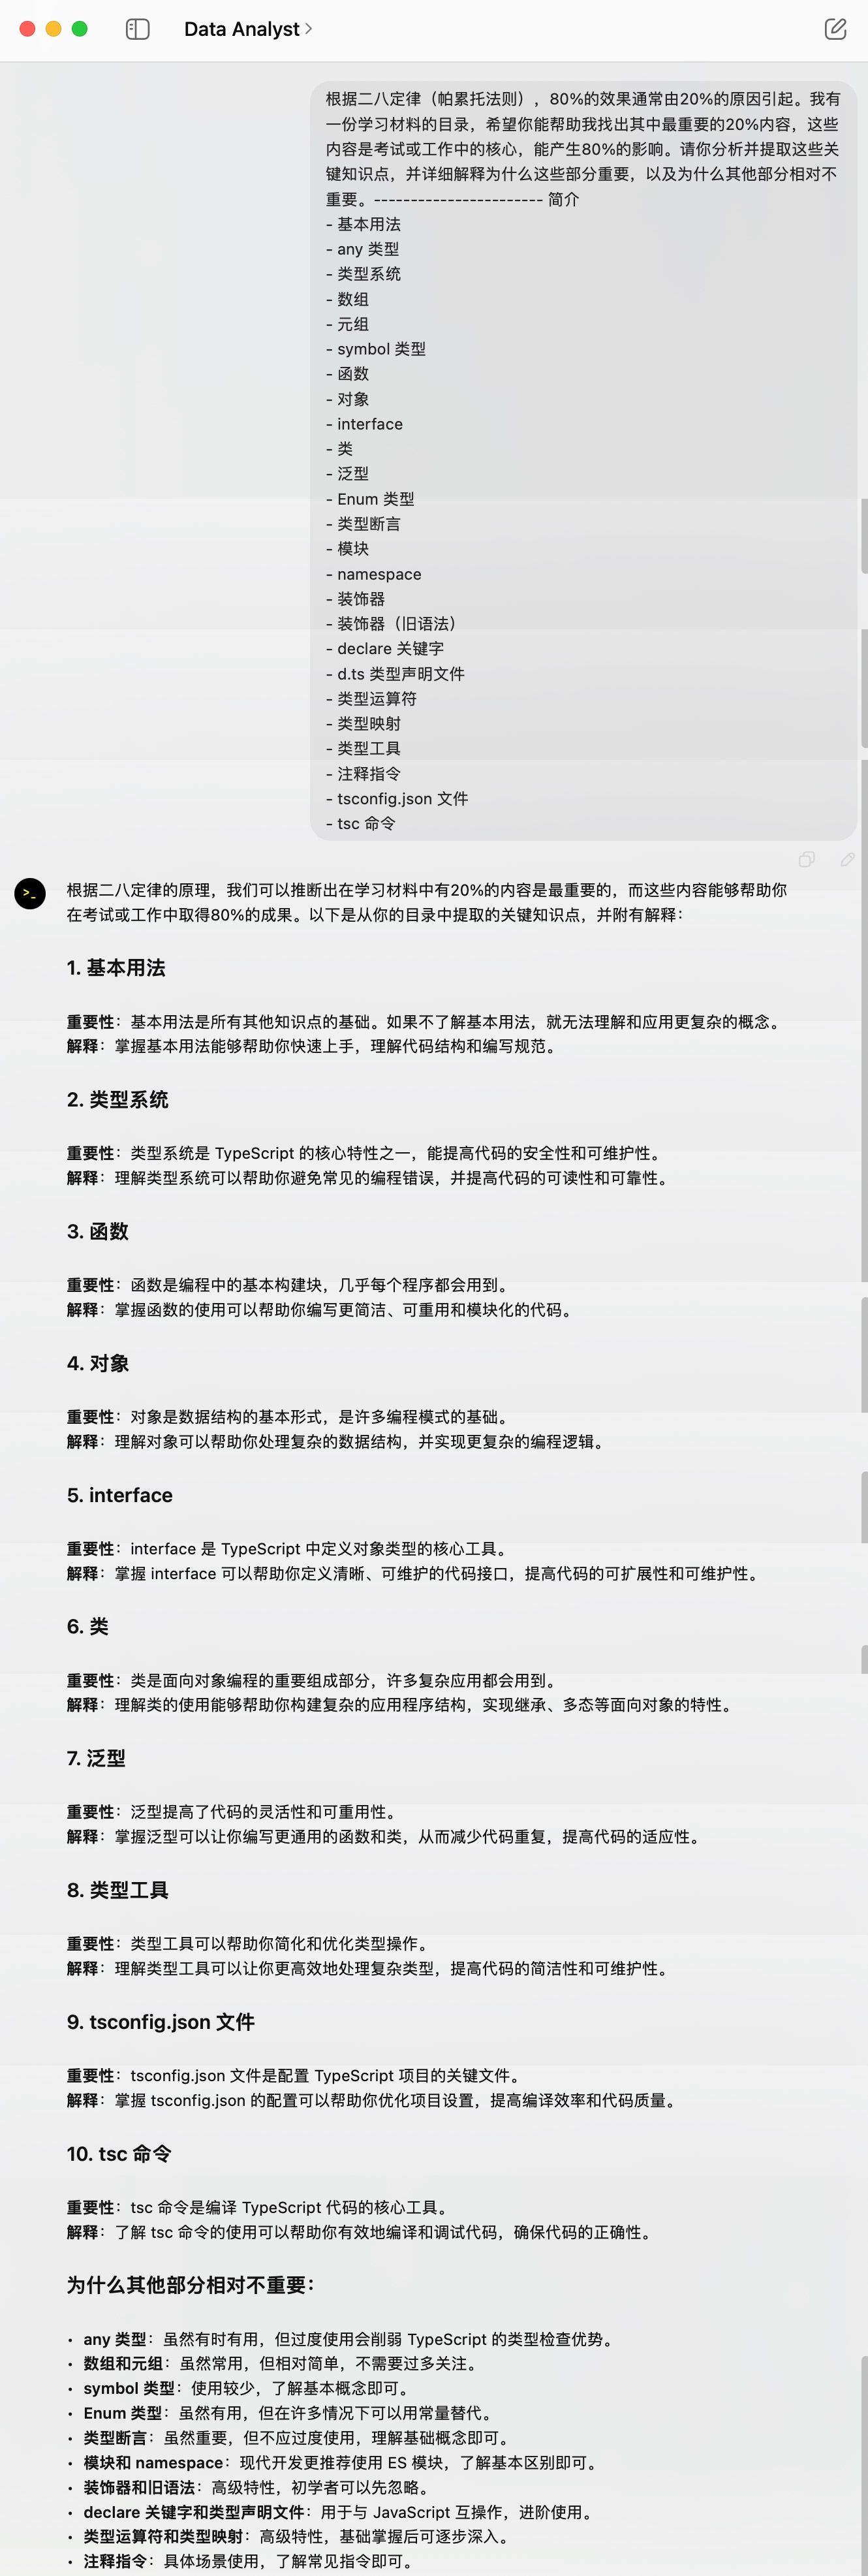 Data Analyst
根据二八定律（帕累托法则），80%的效果通常由20%的原因引起。我有
一份学习材料的目录，希望你能帮助我找出其中最重要的20%内容，这些
内容是考试或工作中的核心，能产生80%的影响。请你分析并提取这些关
键知识点，并详细解释为什么这些部分重要，以及为什么其他部分相对不
重要。----------------------- 简介
- 基本用法
- any 类型
- 类型系统
- 数组
- 元组
- symbol 类型
- 函数
- 对象
- interface
- 类
- 泛型
- Enum 类型
- 类型断言
- 模块
- namespace
- 装饰器
- 装饰器（旧语法）
- declare 关键字
- d.ts 类型声明文件
- 类型运算符
- 类型映射
- 类型工具
- 注释指令
- tsconfig.json 文件
- tsc 命令
>_
根据二八定律的原理，我们可以推断出在学习材料中有20%的内容是最重要的，而这些内容能够帮助你
在考试或工作中取得80%的成果。以下是从你的目录中提取的关键知识点，并附有解释：
1. 基本用法
重要性：基本用法是所有其他知识点的基础。如果不了解基本用法，就无法理解和应用更复杂的概念。
解释：掌握基本用法能够帮助你快速上手，理解代码结构和编写规范。
2. 类型系统
重要性：类型系统是 TypeScript 的核心特性之一，能提高代码的安全性和可维护性。
解释：理解类型系统可以帮助你避免常见的编程错误，并提高代码的可读性和可靠性。
3. 函数
重要性：函数是编程中的基本构建块，几乎每个程序都会用到。
解释：掌握函数的使用可以帮助你编写更简洁、可重用和模块化的代码。
4. 对象
重要性：对象是数据结构的基本形式，是许多编程模式的基础。
解释：理解对象可以帮助你处理复杂的数据结构，并实现更复杂的编程逻辑。
5. interface
重要性：interface 是 TypeScript 中定义对象类型的核心工具。
解释：掌握 interface 可以帮助你定义清晰、可维护的代码接口，提高代码的可扩展性和可维护性。
6. 类
重要性：类是面向对象编程的重要组成部分，许多复杂应用都会用到。
解释：理解类的使用能够帮助你构建复杂的应用程序结构，实现继承、多态等面向对象的特性。
7. 泛型
重要性：泛型提高了代码的灵活性和可重用性。
解释：掌握泛型可以让你编写更通用的函数和类，从而减少代码重复，提高代码的适应性。
8. 类型工具
重要性：类型工具可以帮助你简化和优化类型操作。
解释：理解类型工具可以让你更高效地处理复杂类型，提高代码的简洁性和可维护性。
9. tsconfig.json 文件
重要性：tsconfig.json 文件是配置 TypeScript 项目的关键文件。
解释：掌握 tsconfig.json 的配置可以帮助你优化项目设置，提高编译效率和代码质量。
10. tsc 命令
重要性：tsc 命令是编译 TypeScript 代码的核心工具。
解释：了解 tsc 命令的使用可以帮助你有效地编译和调试代码，确保代码的正确性。
为什么其他部分相对不重要：
• any 类型：虽然有时有用，但过度使用会削弱 TypeScript 的类型检查优势。
• 数组和元组：虽然常用，但相对简单，不需要过多关注。
• symbol 类型：使用较少，了解基本概念即可。
• Enum 类型：虽然有用，但在许多情况下可以用常量替代。
• 类型断言：虽然重要，但不应过度使用，理解基础概念即可。
• 模块和 namespace：现代开发更推荐使用 ES 模块，了解基本区别即可。
• 装饰器和旧语法：高级特性，初学者可以先忽略。
• declare 关键字和类型声明文件：用于与 JavaScript 互操作，进阶使用。
• 类型运算符和类型映射：高级特性，基础掌握后可逐步深入。
• 注释指令：具体场景使用，了解常见指令即可。